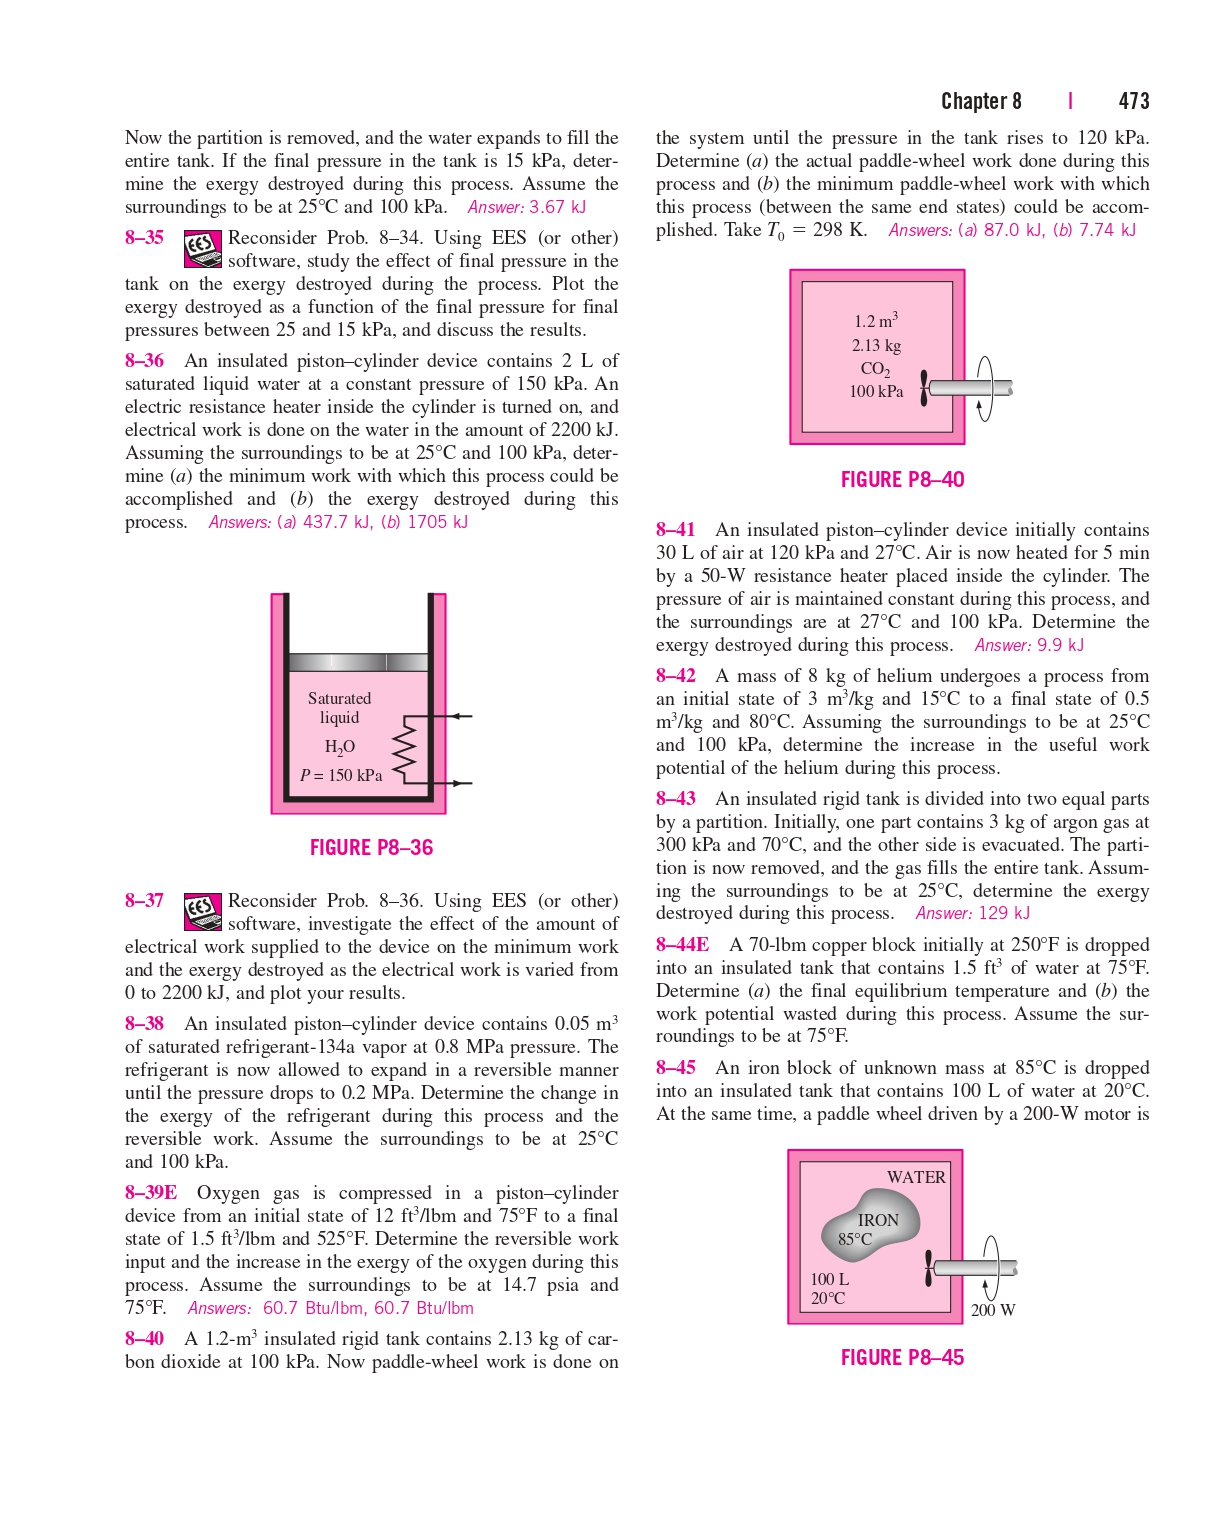 Chapter 8 | 473
Now the partition is removed, and the water expands to fill the
entire tank. If the final pressure in the tank is 15 kPa, deter-
mine the exergy destroyed during this process. Assume the
surroundings to be at 25°C and 100 kPa. Answer: 3.67 kJ
8–35 EES Reconsider Prob. 8–34. Using EES (or other)
software, study the effect of final pressure in the
tank on the exergy destroyed during the process. Plot the
exergy destroyed as a function of the final pressure for final
pressures between 25 and 15 kPa, and discuss the results.
8–36 An insulated piston–cylinder device contains 2 L of
saturated liquid water at a constant pressure of 150 kPa. An
electric resistance heater inside the cylinder is turned on, and
electrical work is done on the water in the amount of 2200 kJ.
Assuming the surroundings to be at 25°C and 100 kPa, deter-
mine (a) the minimum work with which this process could be
accomplished and (b) the exergy destroyed during this
process. Answers: (a) 437.7 kJ, (b) 1705 kJ
Saturated
liquid
H₂O
P = 150 kPa
FIGURE P8–36
8–37 EES Reconsider Prob. 8–36. Using EES (or other)
software, investigate the effect of the amount of
electrical work supplied to the device on the minimum work
and the exergy destroyed as the electrical work is varied from
0 to 2200 kJ, and plot your results.
8–38 An insulated piston–cylinder device contains 0.05 m³
of saturated refrigerant-134a vapor at 0.8 MPa pressure. The
refrigerant is now allowed to expand in a reversible manner
until the pressure drops to 0.2 MPa. Determine the change in
the exergy of the refrigerant during this process and the
reversible work. Assume the surroundings to be at 25°C
and 100 kPa.
8–39E Oxygen gas is compressed in a piston–cylinder
device from an initial state of 12 ft³/lbm and 75°F to a final
state of 1.5 ft³/lbm and 525°F. Determine the reversible work
input and the increase in the exergy of the oxygen during this
process. Assume the surroundings to be at 14.7 psia and
75°F. Answers: 60.7 Btu/lbm, 60.7 Btu/lbm
8–40 A 1.2-m³ insulated rigid tank contains 2.13 kg of car-
bon dioxide at 100 kPa. Now paddle-wheel work is done on
the system until the pressure in the tank rises to 120 kPa.
Determine (a) the actual paddle-wheel work done during this
process and (b) the minimum paddle-wheel work with which
this process (between the same end states) could be accom-
plished. Take T₀ = 298 K. Answers: (a) 87.0 kJ, (b) 7.74 kJ
1.2 m³
2.13 kg
CO₂
100 kPa
FIGURE P8–40
8–41 An insulated piston–cylinder device initially contains
30 L of air at 120 kPa and 27°C. Air is now heated for 5 min
by a 50-W resistance heater placed inside the cylinder. The
pressure of air is maintained constant during this process, and
the surroundings are at 27°C and 100 kPa. Determine the
exergy destroyed during this process. Answer: 9.9 kJ
8–42 A mass of 8 kg of helium undergoes a process from
an initial state of 3 m³/kg and 15°C to a final state of 0.5
m³/kg and 80°C. Assuming the surroundings to be at 25°C
and 100 kPa, determine the increase in the useful work
potential of the helium during this process.
8–43 An insulated rigid tank is divided into two equal parts
by a partition. Initially, one part contains 3 kg of argon gas at
300 kPa and 70°C, and the other side is evacuated. The parti-
tion is now removed, and the gas fills the entire tank. Assum-
ing the surroundings to be at 25°C, determine the exergy
destroyed during this process. Answer: 129 kJ
8–44E A 70-lbm copper block initially at 250°F is dropped
into an insulated tank that contains 1.5 ft³ of water at 75°F.
Determine (a) the final equilibrium temperature and (b) the
work potential wasted during this process. Assume the sur-
roundings to be at 75°F.
8–45 An iron block of unknown mass at 85°C is dropped
into an insulated tank that contains 100 L of water at 20°C.
At the same time, a paddle wheel driven by a 200-W motor is
WATER
IRON
85°C
100 L
20°C
200 W
FIGURE P8–45